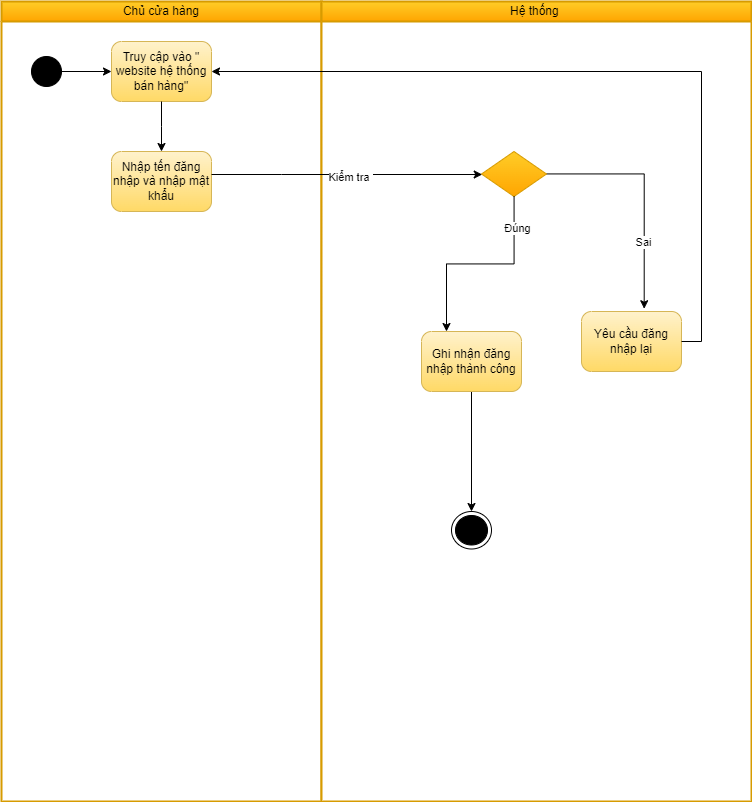 Chủ cửa hàng
Hệ thống
Truy cập vào "
website hệ thống
bán hàng"
Nhập tến đăng
nhập và nhập mật
khẩu
Kiểm tra
Đúng
Sai
Ghi nhận đăng
nhập thành công
Yêu cầu đăng
nhập lại